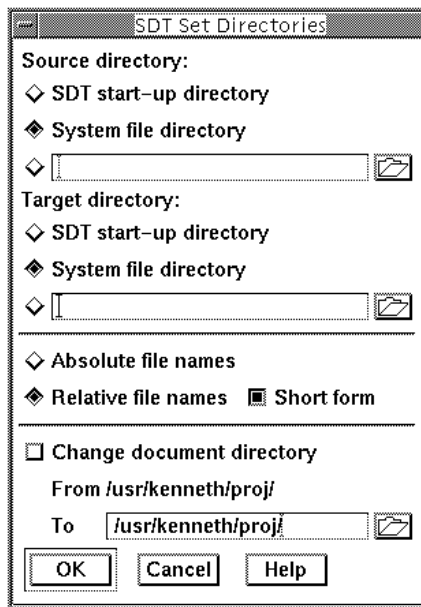 SDT Set Directories
Source directory:
SDT start-up directory
System file directory
Target directory:
SDT start-up directory
System file directory
Absolute file names
Relative file names Short form
Change document directory
From /usr/kenneth/proj/
To /usr/kenneth/proj/
OK Cancel Help